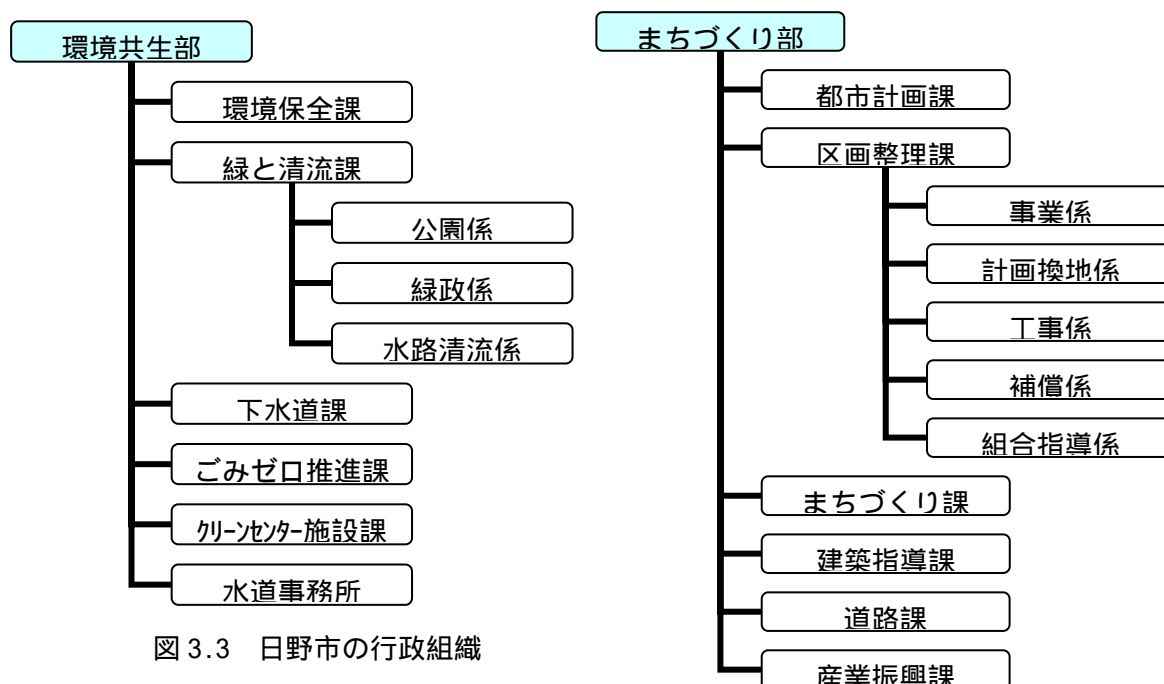 環境共生部
環境保全課
緑と清流課
公園係
緑政係
水路清流係
下水道課
ごみゼロ推進課
ｸﾘｰﾝｾﾝﾀｰ施設課
水道事務所
図 3.3　日野市の行政組織
まちづくり部
都市計画課
区画整理課
事業係
計画換地係
工事係
補償係
組合指導係
まちづくり課
建築指導課
道路課
産業振興課